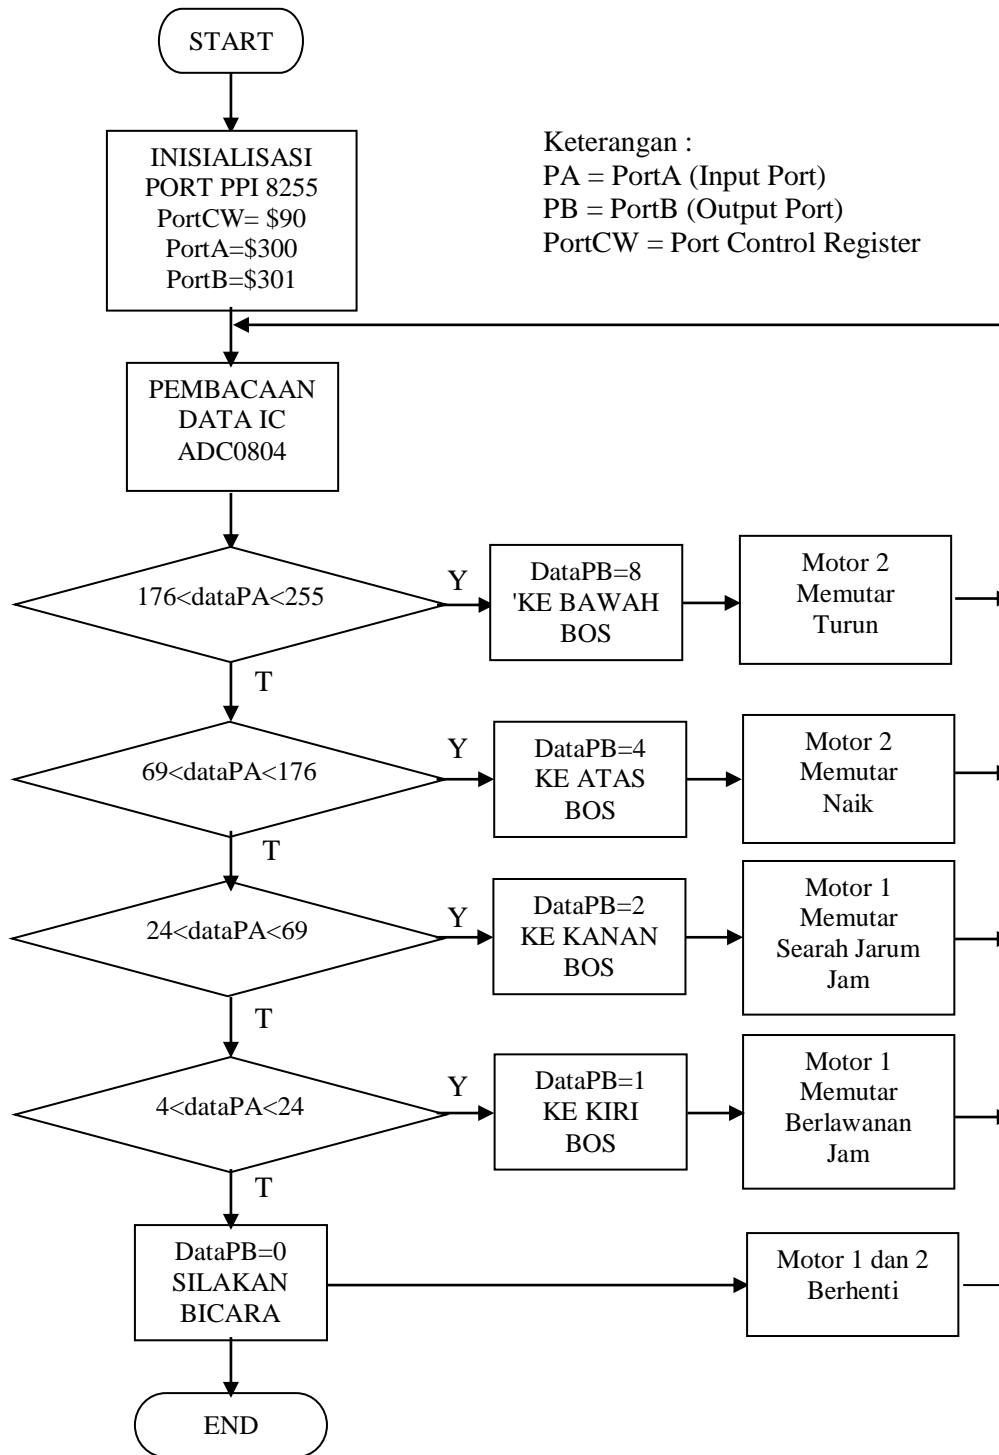 START
INISIALISASI
PORT PPI 8255
PortCW= $90
PortA=$300
PortB=$301
Keterangan :
PA = PortA (Input Port)
PB = PortB (Output Port)
PortCW = Port Control Register
PEMBACAAN
DATA IC
ADC0804
176<dataPA<255
Y
DataPB=8
'KE BAWAH
BOS
Motor 2
Memutar
Turun
T
69<dataPA<176
Y
DataPB=4
KE ATAS
BOS
Motor 2
Memutar
Naik
T
24<dataPA<69
Y
DataPB=2
KE KANAN
BOS
Motor 1
Memutar
Searah Jarum
Jam
T
4<dataPA<24
Y
DataPB=1
KE KIRI
BOS
Motor 1
Memutar
Berlawanan
Jam
T
DataPB=0
SILAKAN
BICARA
Motor 1 dan 2
Berhenti
END